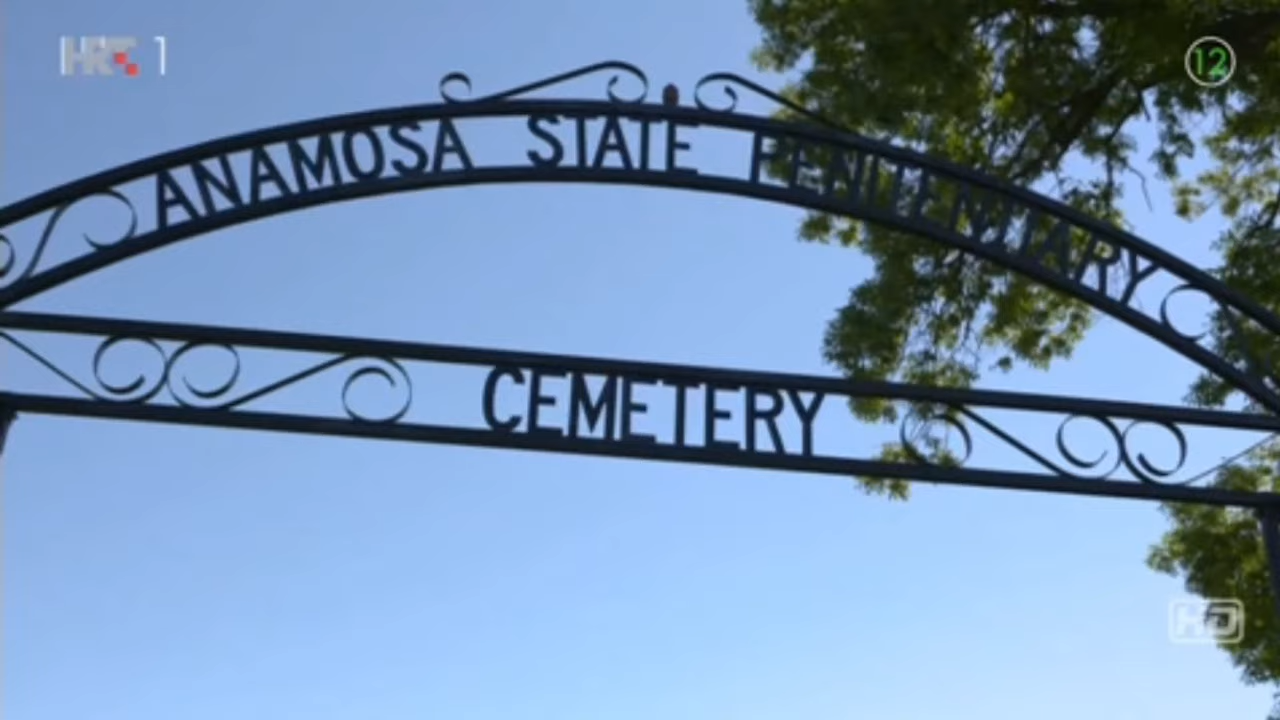 HRT 1
12
ANAMOSA STATE PENITENTIARY
CEMETERY
HD